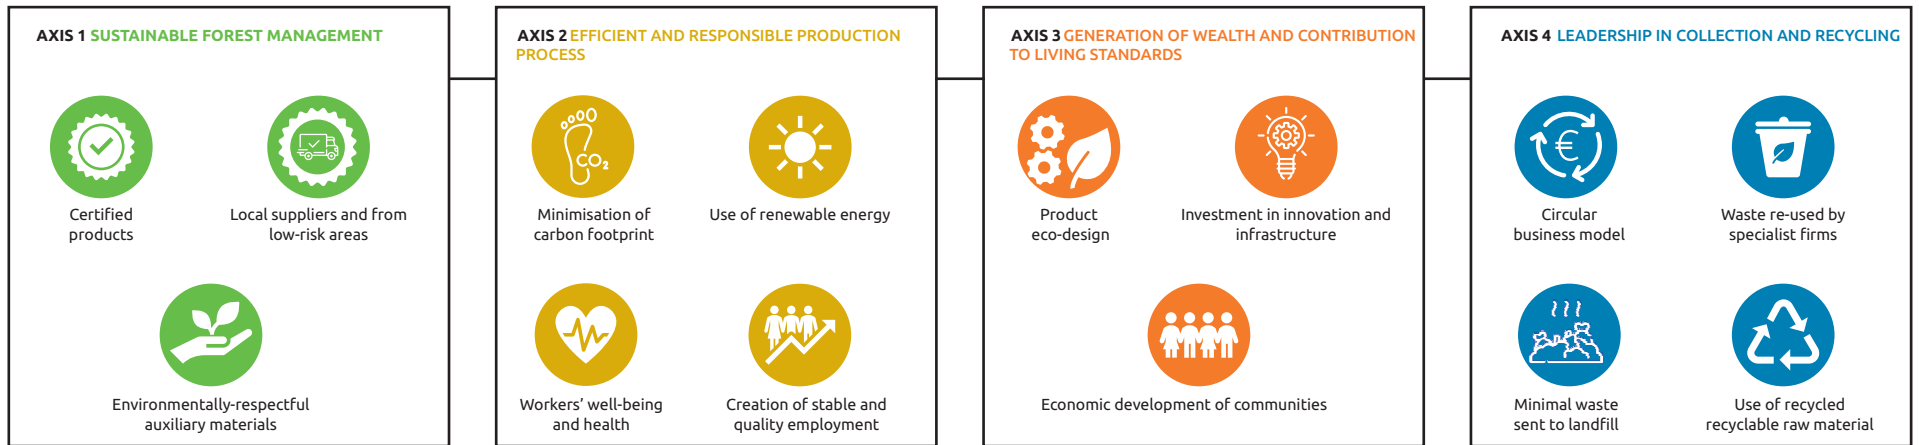 AXIS 1 SUSTAINABLE FOREST MANAGEMENT
Certified
products
Local suppliers and from
low-risk areas
Environmentally-respectful
auxiliary materials
AXIS 2 EFFICIENT AND RESPONSIBLE PRODUCTION
PROCESS
CO₂
Minimisation of
carbon footprint
Use of renewable energy
Workers’ well-being
and health
Creation of stable and
quality employment
AXIS 3 GENERATION OF WEALTH AND CONTRIBUTION
TO LIVING STANDARDS
Product
eco-design
Investment in innovation and
infrastructure
Economic development of communities
AXIS 4 LEADERSHIP IN COLLECTION AND RECYCLING
€
Circular
business model
Waste re-used by
specialist firms
Minimal waste
sent to landfill
Use of recycled
recyclable raw material